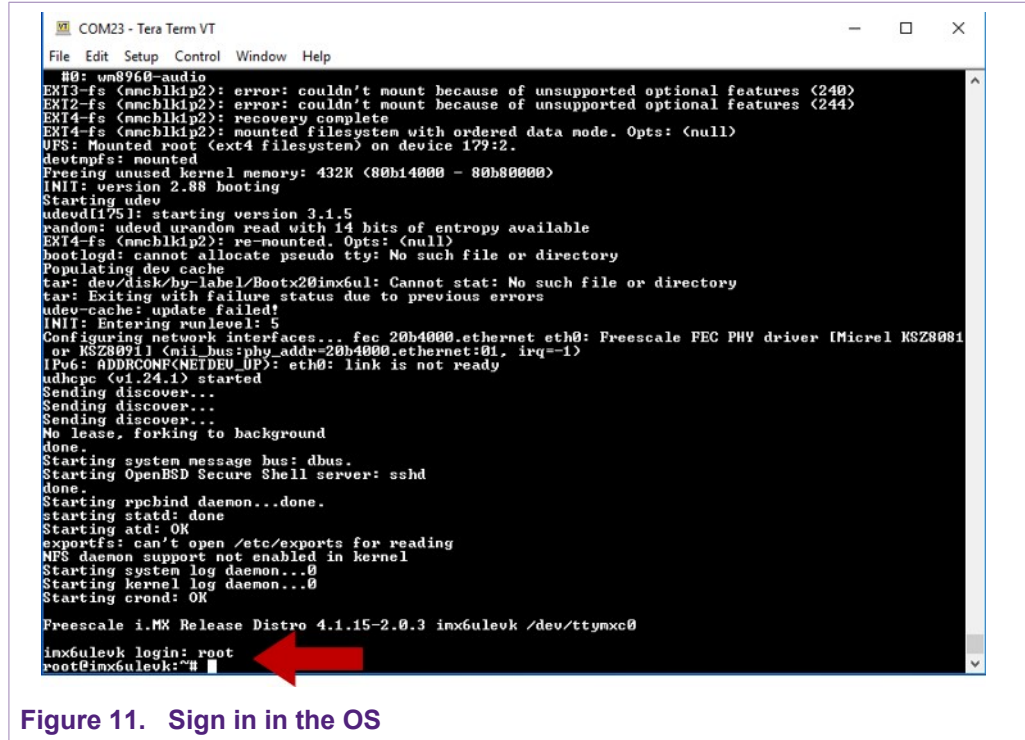 COM23 - Tera Term VT
File Edit Setup Control Window Help
#0: wm8960-audio
EXT3-fs (mmcblk1p2): error: couldn't mount because of unsupported optional features (240)
EXT2-fs (mmcblk1p2): error: couldn't mount because of unsupported optional features (244)
EXT4-fs (mmcblk1p2): recovery complete
EXT4-fs (mmcblk1p2): mounted filesystem with ordered data mode. Opts: (null)
VFS: Mounted root (ext4 filesystem) on device 179:2.
devtmpfs: mounted
Freeing unused kernel memory: 432K (80b14000 - 80b80000)
INIT: version 2.88 booting
Starting udev
udevd[175]: starting version 3.1.5
random: udevd urandom read with 14 bits of entropy available
EXT4-fs (mmcblk1p2): re-mounted. Opts: (null)
bootlogd: cannot allocate pseudo tty: No such file or directory
Populating dev cache
tar: dev/disk/by-label/Bootx20imx6ul: Cannot stat: No such file or directory
tar: Exiting with failure status due to previous errors
udev-cache: update failed!
INIT: Entering runlevel: 5
Configuring network interfaces... fec 20b4000.ethernet eth0: Freescale FEC PHY driver [Micrel KSZ8081
or KSZ8091] (mii_bus:phy_addr=20b4000.ethernet:01, irq=-1)
IPv6: ADDRCONF(NETDEV_UP): eth0: link is not ready
udhcpc (v1.24.1) started
Sending discover...
Sending discover...
Sending discover...
No lease, forking to background
done.
Starting system message bus: dbus.
Starting OpenBSD Secure Shell server: sshd
done.
Starting rpcbind daemon...done.
starting statd: done
Starting atd: OK
exportfs: can't open /etc/exports for reading
NFS daemon support not enabled in kernel
Starting system log daemon...0
Starting kernel log daemon...0
Starting crond: OK
Freescale i.MX Release Distro 4.1.15-2.0.3 imx6ulevk /dev/ttymxc0
imx6ulevk login: root
root@imx6ulevk:~#
Figure 11. Sign in in the OS